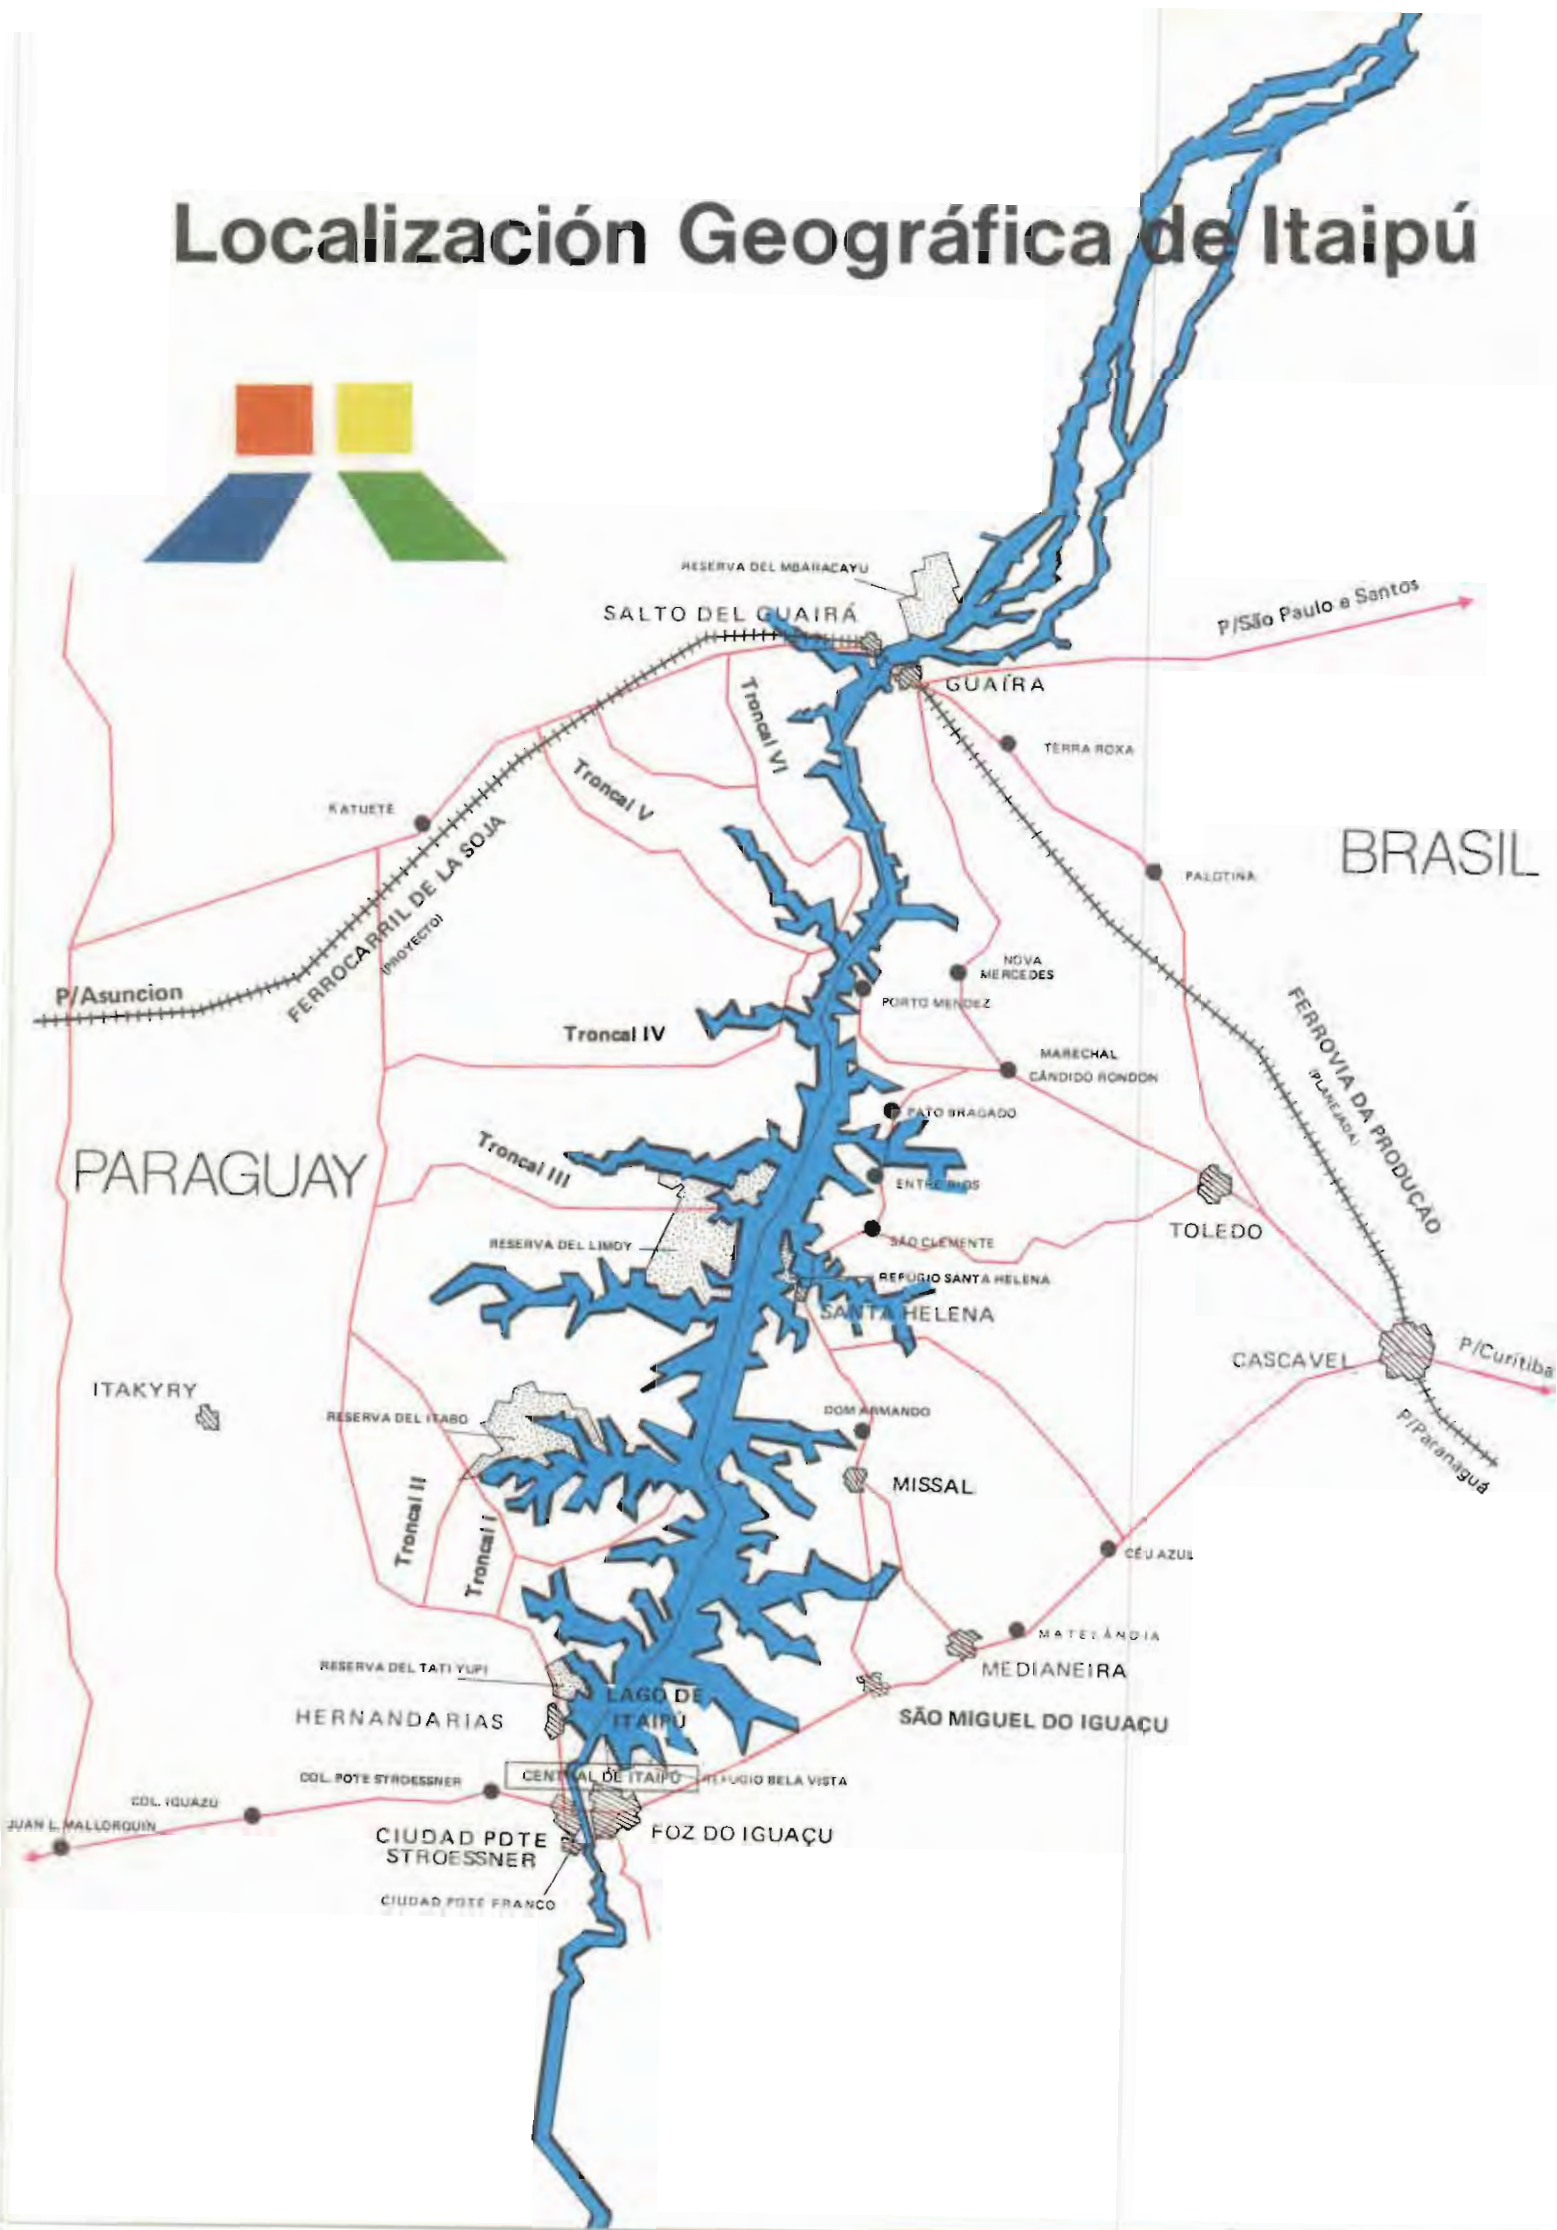 Localización Geográfica de Itaipú
RESERVA DEL MBARACAYU
SALTO DEL GUAIRÁ
P/São Paulo e Santos
GUAÍRA
Troncal VI
TERRA ROXA
Troncal V
KATUETE
BRASIL
PALOTINA
FERROCARRIL DE LA SOJA
(PROYECTO)
P/Asuncion
NOVA
MERCEDES
PORTO MENDEZ
FERROVIA DA PRODUÇÃO
(PLANEJADA)
Troncal IV
MARECHAL
CÂNDIDO RONDON
PATO BRAGADO
PARAGUAY
Troncal III
ENTRE RIOS
TOLEDO
RESERVA DEL LIMOY
SÃO CLEMENTE
REFÚGIO SANTA HELENA
SANTA HELENA
CASCAVEL
P/Curitiba
ITAKYRY
RESERVA DEL ITABO
DOM ARMANDO
P/Paranaguá
MISSAL
Troncal II
Troncal I
CÉU AZUL
MATELÂNDIA
RESERVA DEL TATI YUPI
MEDIANEIRA
LAGO DE
ITAIPÚ
HERNANDARIAS
SÃO MIGUEL DO IGUAÇU
CENTRAL DE ITAIPÚ
REFUGIO BELA VISTA
COL. PDTE STROESSNER
COL. IGUAZU
JUAN L. MALLORQUIN
CIUDAD PDTE
STROESSNER
FOZ DO IGUAÇU
CIUDAD PDTE FRANCO